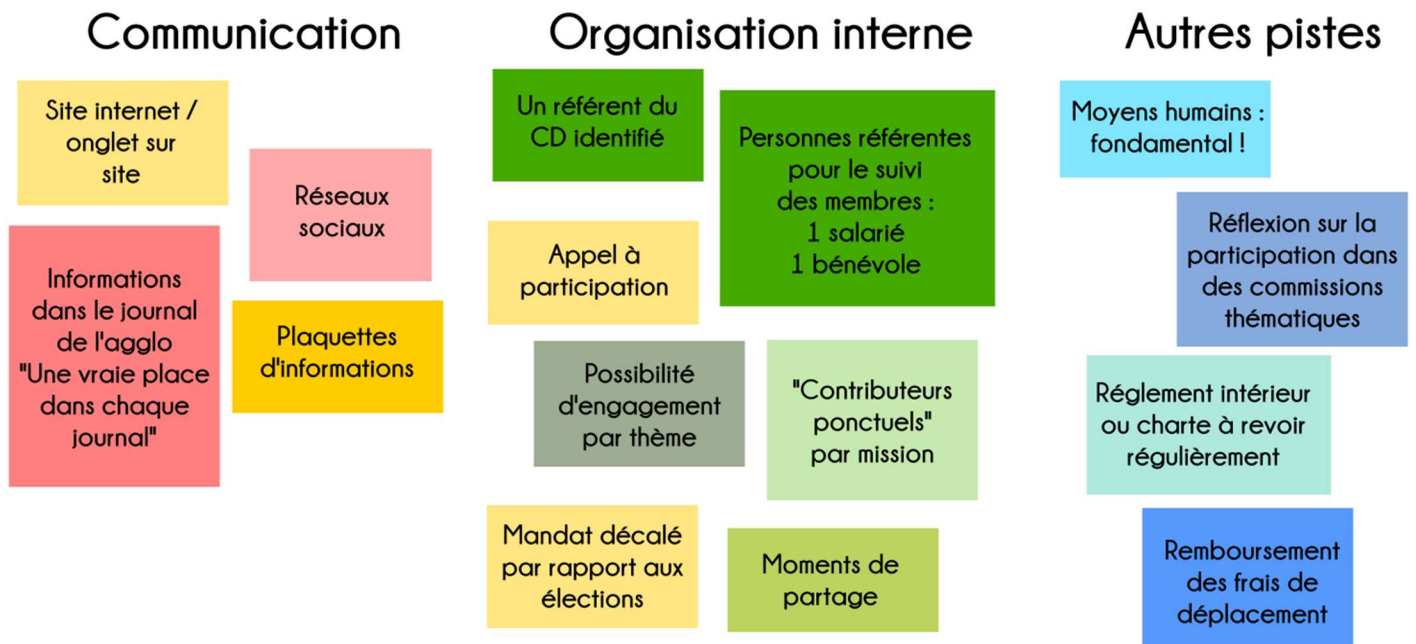 Communication
Site internet /
onglet sur
site
Réseaux
sociaux
Informations
dans le journal
de l'agglo
"Une vraie place
dans chaque
journal"
Plaquettes
d'informations
Organisation interne
Un référent du
CD identifié
Personnes référentes
pour le suivi
des membres :
1 salarié
1 bénévole
Appel à
participation
Possibilité
d'engagement
par thème
"Contributeurs
ponctuels"
par mission
Mandat décalé
par rapport aux
élections
Moments de
partage
Autres pistes
Moyens humains :
fondamental !
Réflexion sur la
participation dans
des commissions
thématiques
Réglement intérieur
ou charte à revoir
régulièrement
Remboursement
des frais de
déplacement